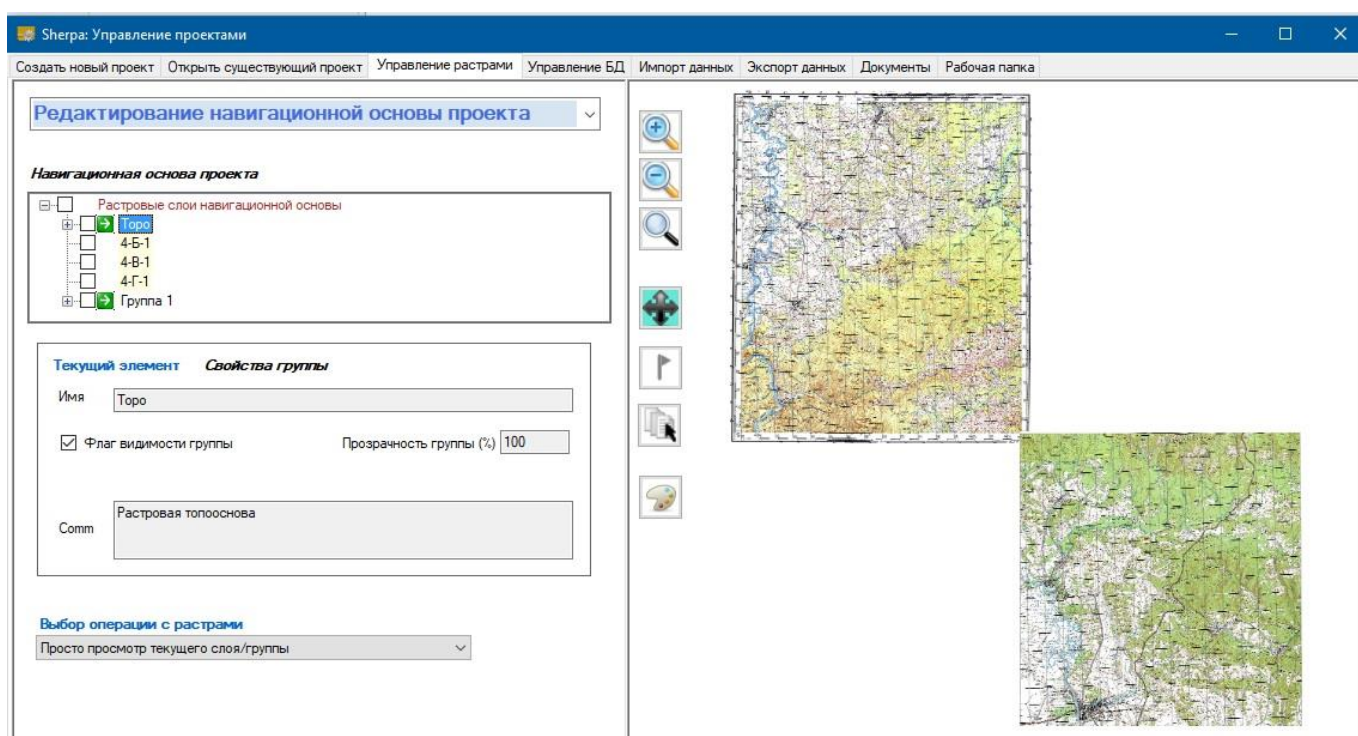 Sherpa: Управление проектами
Создать новый проект Открыть существующий проект Управление растрами Управление БД Импорт данных Экспорт данных Документы Рабочая папка
Редактирование навигационной основы проекта
Навигационная основа проекта
Растровые слои навигационной основы
Topo
4-Б-1
4-В-1
4-Г-1
Группа 1
Текущий элемент Свойства группы
Имя Topo
Флаг видимости группы Прозрачность группы (%) 100
Comm Растровая топооснова
Выбор операции с растрами
Просто просмотр текущего слоя/группы